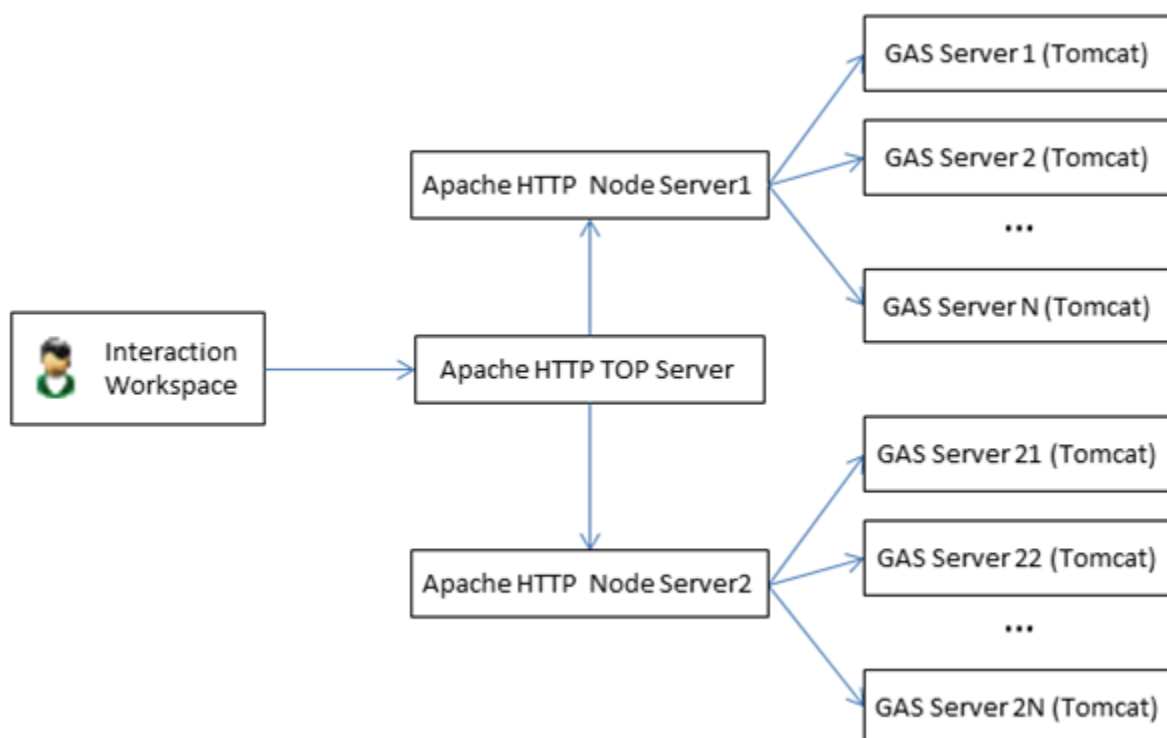 GAS Server 1 (Tomcat)
GAS Server 2 (Tomcat)
Apache HTTP Node Server1
...
GAS Server N (Tomcat)
Interaction
Workspace
Apache HTTP TOP Server
GAS Server 21 (Tomcat)
GAS Server 22 (Tomcat)
Apache HTTP Node Server2
...
GAS Server 2N (Tomcat)